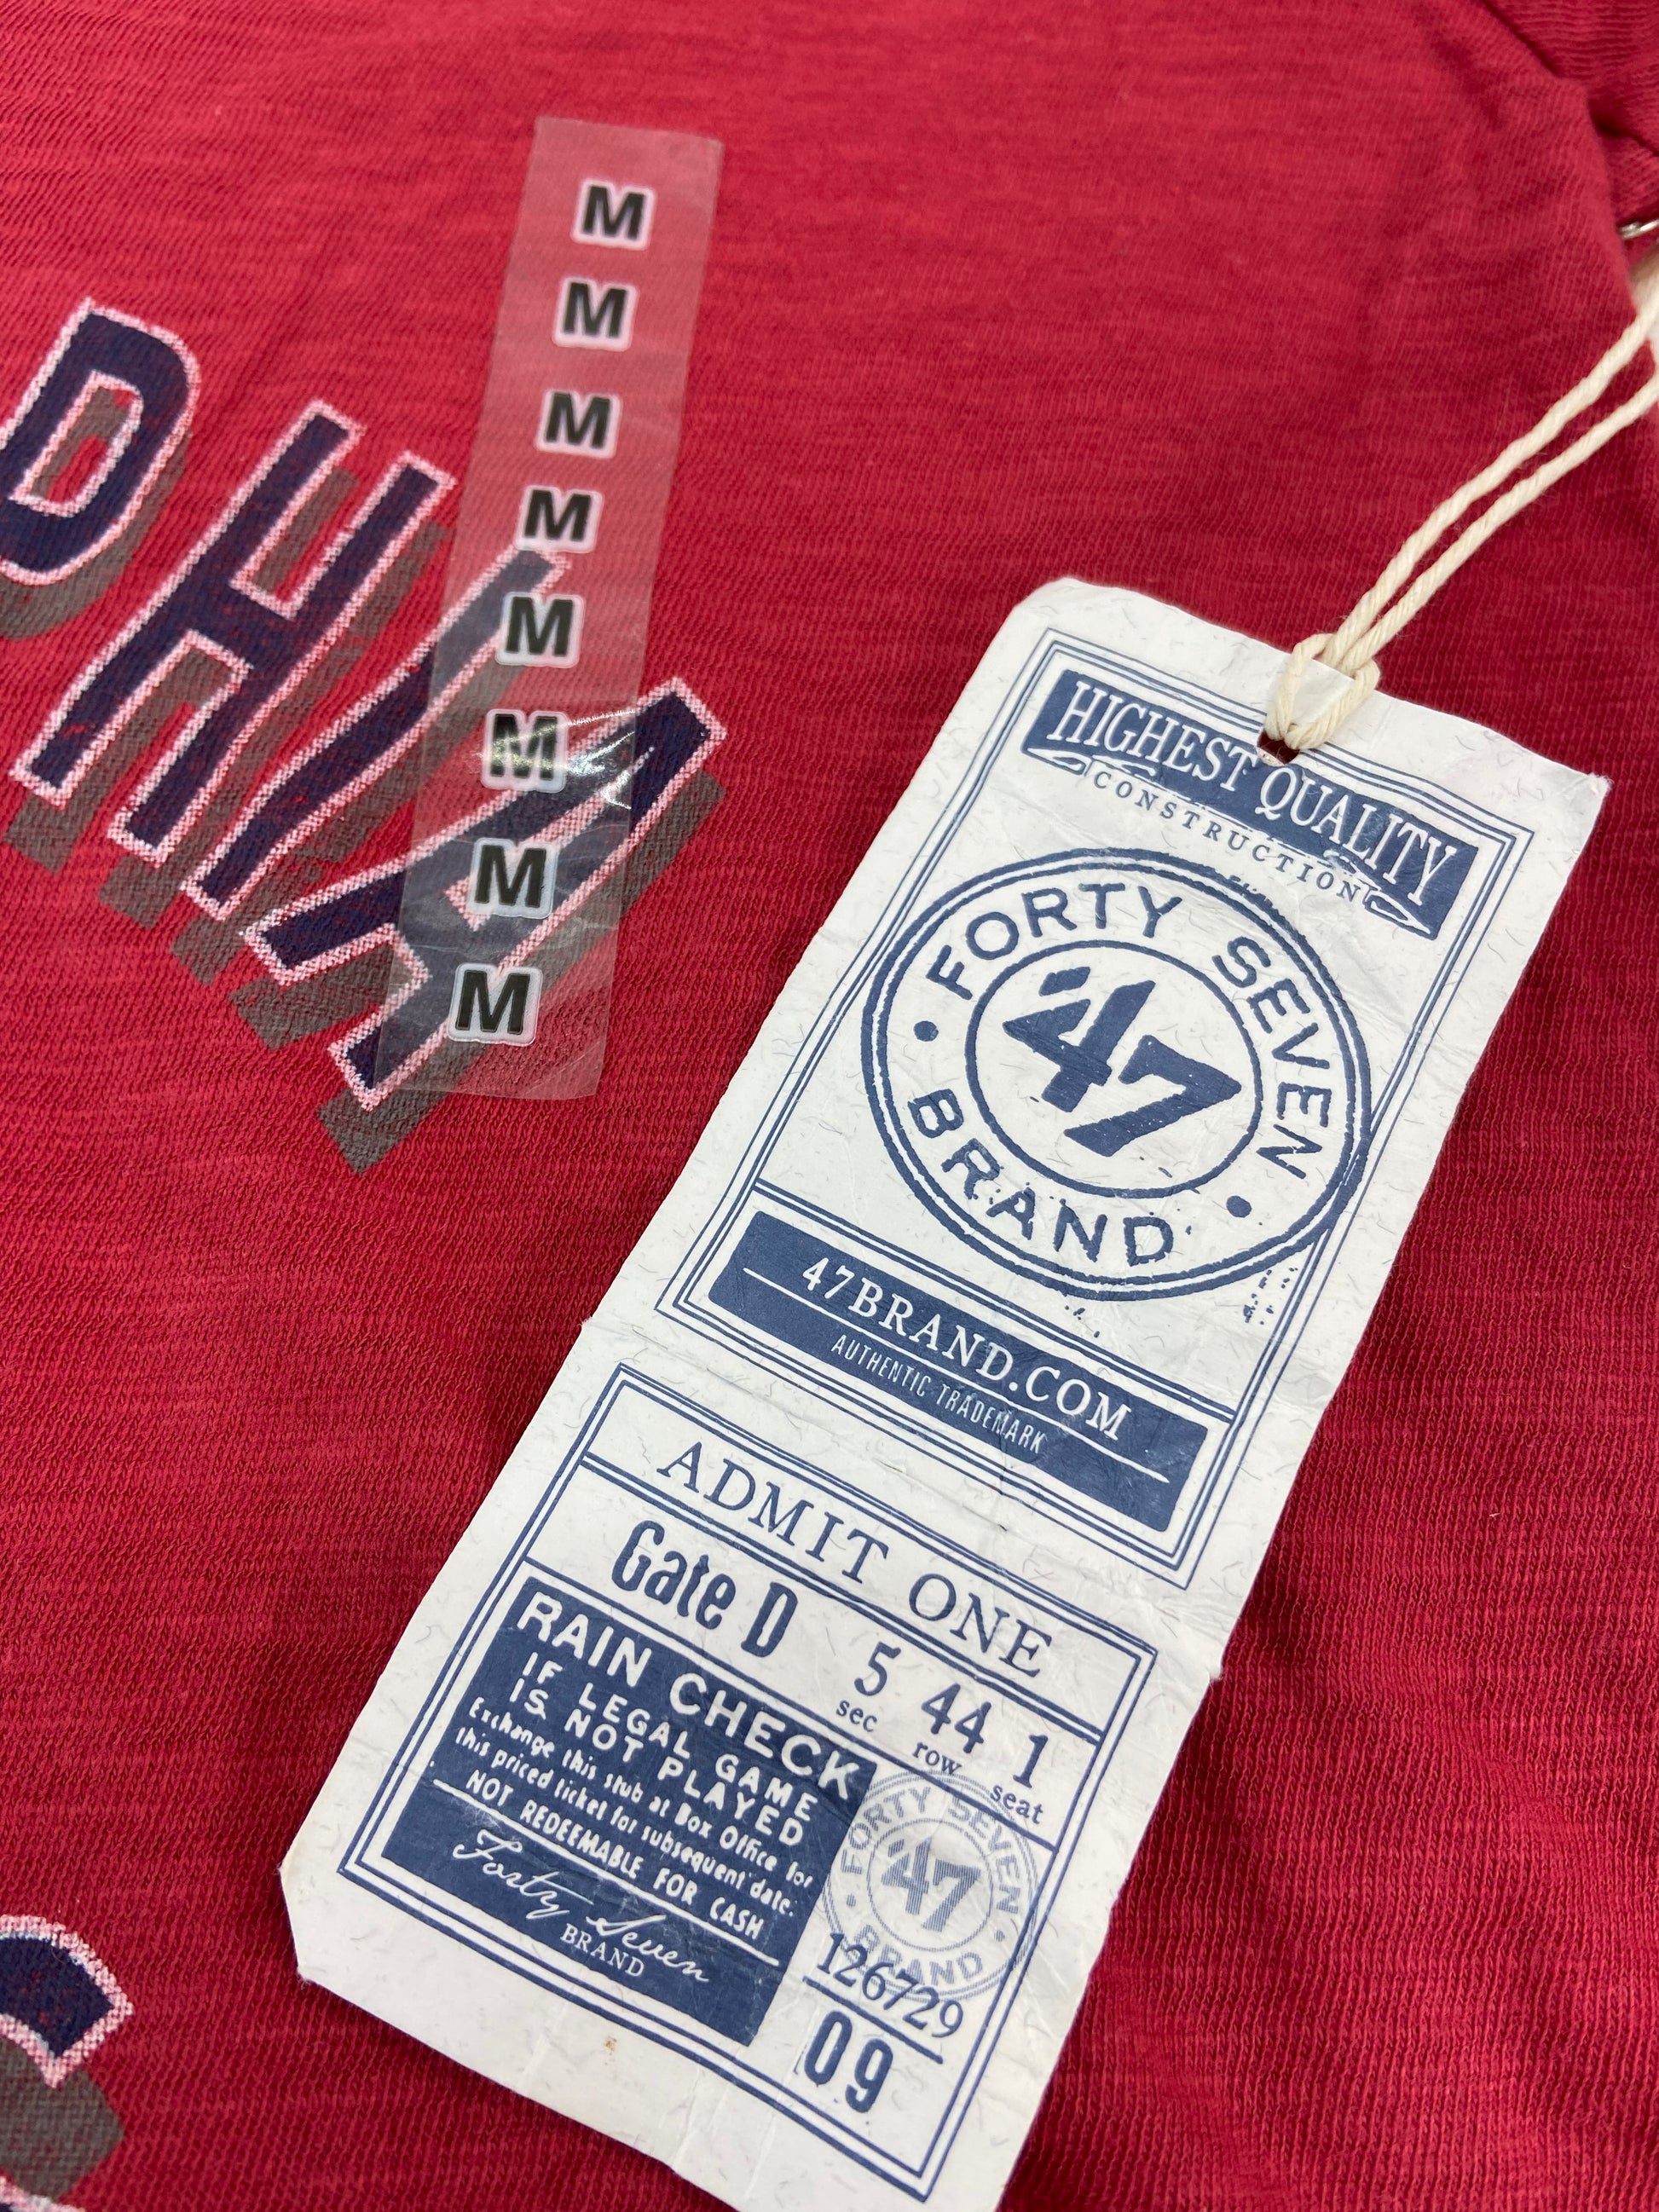 M
M
M
M
M
M
M
M
DHIA
HIGHEST QUALITY
CONSTRUCTION
FORTY SEVEN
'47
BRAND
47BRAND.COM
AUTHENTIC TRADEMARK
ADMIT ONE
Gate D 5 44 1
sec row seat
RAIN CHECK
IF LEGAL GAME
IS NOT PLAYED
Exchange this stub at Box Office for
this priced ticket for subsequent date.
NOT REDEEMABLE FOR CASH
Forty Seven
BRAND
FORTY SEVEN
'47
BRAND
126729
09